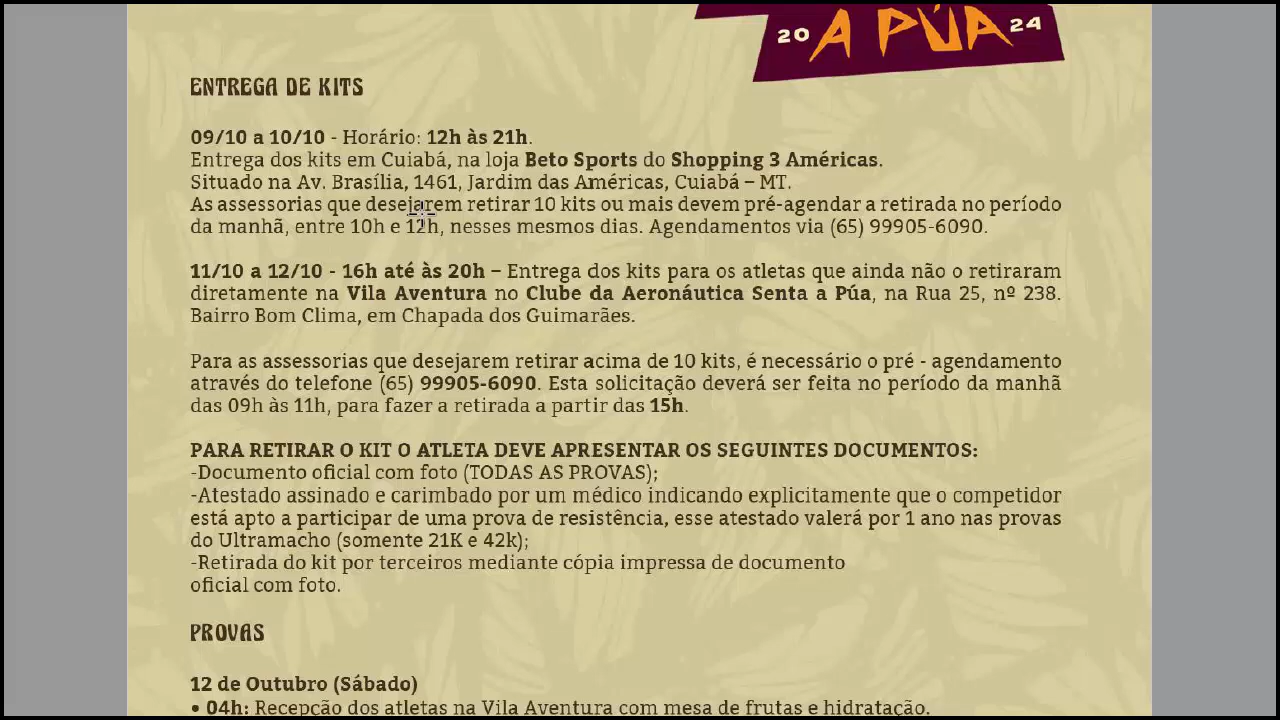 20 A PÚA 24
ENTREGA DE KITS
09/10 a 10/10 - Horário: 12h às 21h.
Entrega dos kits em Cuiabá, na loja Beto Sports do Shopping 3 Américas.
Situado na Av. Brasília, 1461, Jardim das Américas, Cuiabá – MT.
As assessorias que desejarem retirar 10 kits ou mais devem pré-agendar a retirada no período
da manhã, entre 10h e 12h, nesses mesmos dias. Agendamentos via (65) 99905-6090.
11/10 a 12/10 - 16h até às 20h – Entrega dos kits para os atletas que ainda não o retiraram
diretamente na Vila Aventura no Clube da Aeronáutica Senta a Púa, na Rua 25, nº 238.
Bairro Bom Clima, em Chapada dos Guimarães.
Para as assessorias que desejarem retirar acima de 10 kits, é necessário o pré - agendamento
através do telefone (65) 99905-6090. Esta solicitação deverá ser feita no período da manhã
das 09h às 11h, para fazer a retirada a partir das 15h.
PARA RETIRAR O KIT O ATLETA DEVE APRESENTAR OS SEGUINTES DOCUMENTOS:
-Documento oficial com foto (TODAS AS PROVAS);
-Atestado assinado e carimbado por um médico indicando explicitamente que o competidor
está apto a participar de uma prova de resistência, esse atestado valerá por 1 ano nas provas
do Ultramacho (somente 21K e 42k);
-Retirada do kit por terceiros mediante cópia impressa de documento
oficial com foto.
PROVAS
12 de Outubro (Sábado)
• 04h: Recepção dos atletas na Vila Aventura com mesa de frutas e hidratação.